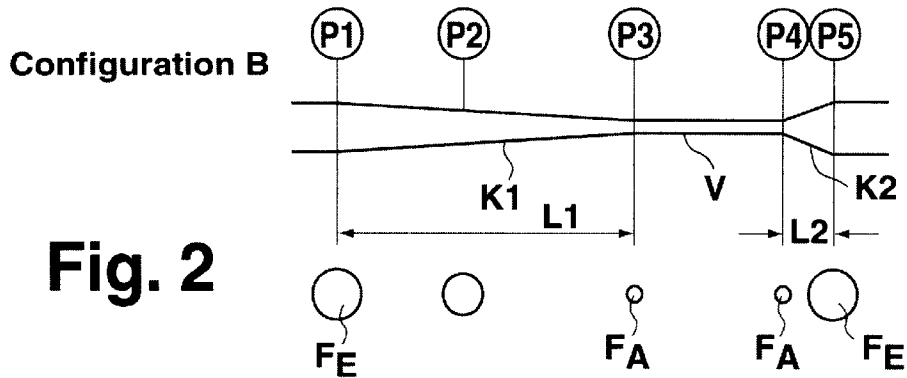 P1 P2 P3 P4 P5
Configuration B
K1 V K2
L1 L2
Fig. 2
FE FA FA FE